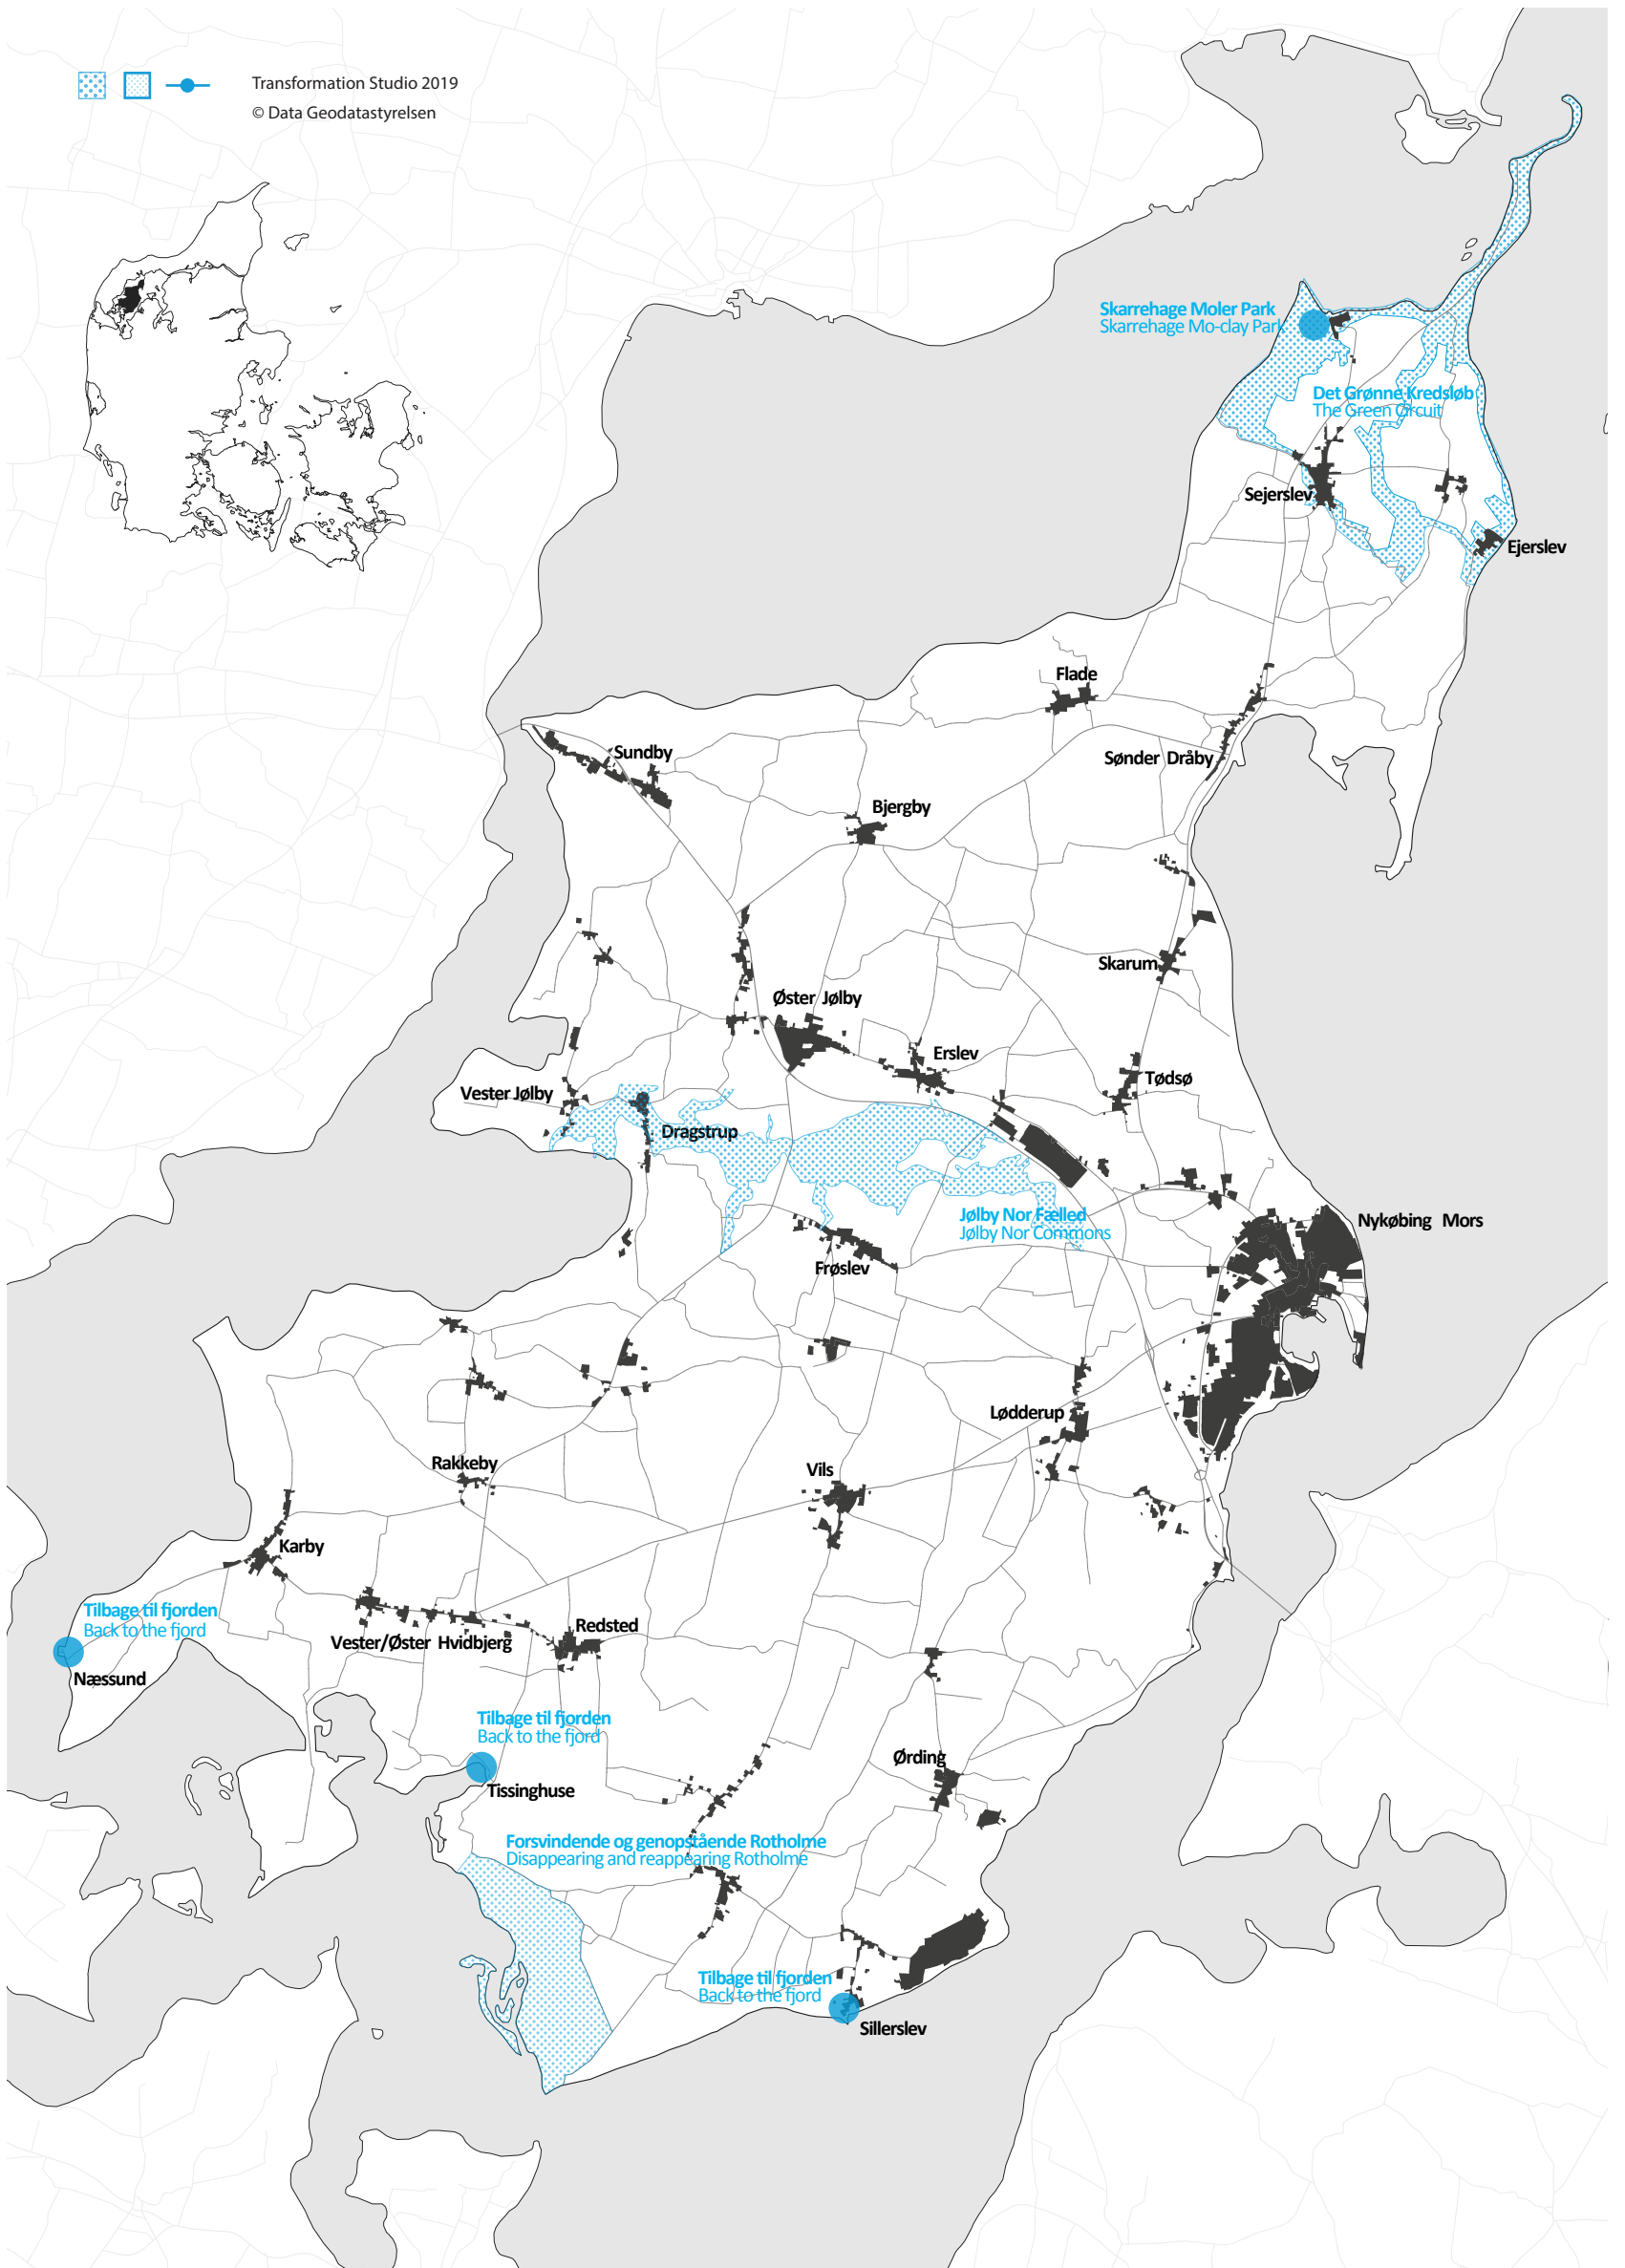 Transformation Studio 2019
© Data Geodatastyrelsen
Skarrehage Moler Park
Skarrehage Mo-clay Park
Det Grønne Kredsløb
The Green Circuit
Sejerslev
Ejerslev
Flade
Sundby
Sønder Dråby
Bjergby
Skarum
Øster Jølby
Erslev
Tødsø
Vester Jølby
Dragstrup
Jølby Nor Fælled
Jølby Nor Commons
Nykøbing Mors
Frøslev
Lødderup
Rakkeby
Vils
Karby
Tilbage til fjorden
Back to the fjord
Næssund
Vester/Øster Hvidbjerg
Redsted
Tilbage til fjorden
Back to the fjord
Tissinghuse
Ørding
Forsvindende og genopstående Rotholme
Disappearing and reappearing Rotholme
Tilbage til fjorden
Back to the fjord
Sillerslev